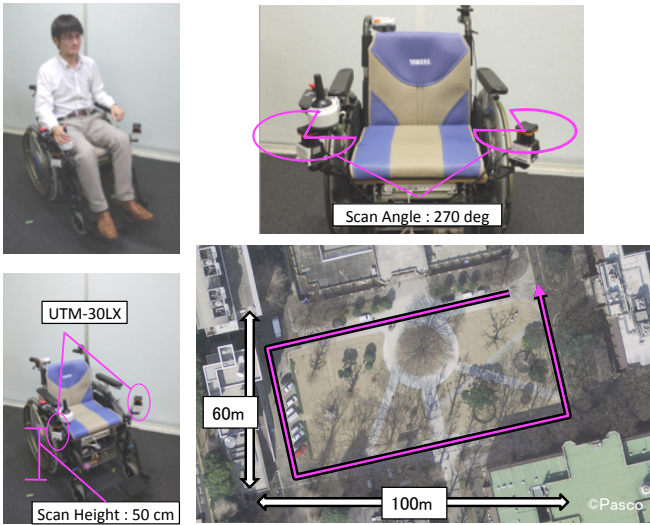 YAMAHA
Scan Angle : 270 deg
UTM-30LX
60m
Scan Height : 50 cm
100m
©Pasco